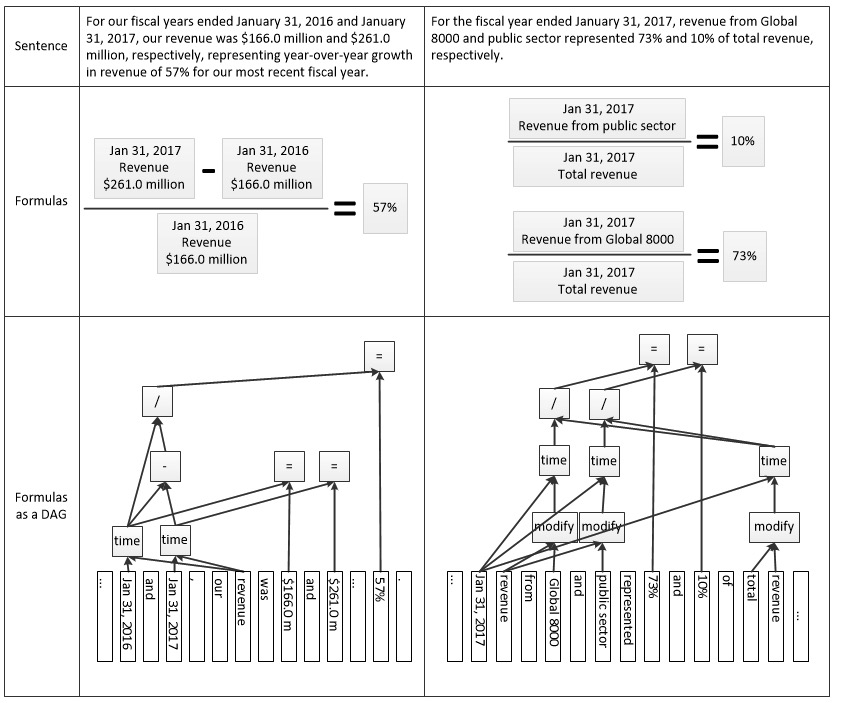 Sentence
For our fiscal years ended January 31, 2016 and January
31, 2017, our revenue was $166.0 million and $261.0
million, respectively, representing year-over-year growth
in revenue of 57% for our most recent fiscal year.
For the fiscal year ended January 31, 2017, revenue from Global
8000 and public sector represented 73% and 10% of total revenue,
respectively.
Formulas
Jan 31, 2017
Revenue
$261.0 million
-
Jan 31, 2016
Revenue
$166.0 million
=
57%
Jan 31, 2016
Revenue
$166.0 million
Jan 31, 2017
Revenue from public sector
=
10%
Jan 31, 2017
Total revenue
Jan 31, 2017
Revenue from Global 8000
=
73%
Jan 31, 2017
Total revenue
Formulas
as a DAG
=
/
-
=
=
time
time
...
Jan 31, 2016
and
Jan 31, 2017
,
our
revenue
was
$166.0 m
and
$261.0 m
...
57%
.
=
=
/
/
time
time
time
modify
modify
modify
...
Jan 31, 2017
revenue
from
Global 8000
and
public sector
represented
73%
and
10%
of
total
revenue
...